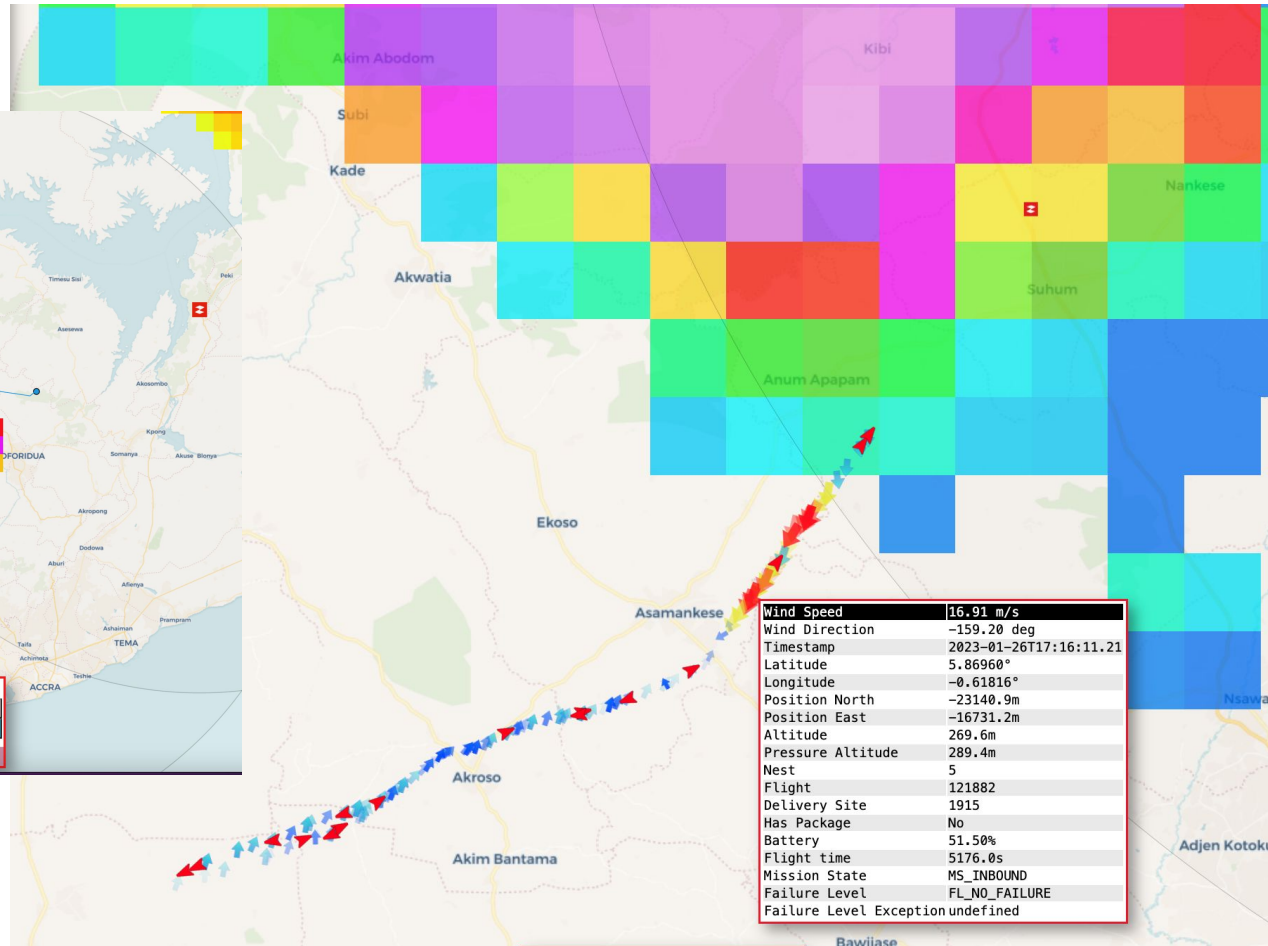 Akim Abodom
Kibi
Subi
Kade
Nankese
Akwatia
Suhum
Anum Apapam
Ekoso
Asamankese
Akroso
Akim Bantama
Adjen Kotoku
Bawjiase
Nsawa
Timesu Sisi
Peki
Asesewa
Akosombo
Kpong
OFORIDUA
Somanya
Akuse Bionya
Akropong
Dodowa
Aburi
Afienya
Prampram
Ashaiman
TEMA
Taifa
Achimota
Teshie
ACCRA
Wind Speed 16.91 m/s
Wind Direction -159.20 deg
Timestamp 2023-01-26T17:16:11.21
Latitude 5.86960°
Longitude -0.61816°
Position North -23140.9m
Position East -16731.2m
Altitude 269.6m
Pressure Altitude 289.4m
Nest 5
Flight 121882
Delivery Site 1915
Has Package No
Battery 51.50%
Flight time 5176.0s
Mission State MS_INBOUND
Failure Level FL_NO_FAILURE
Failure Level Exception undefined